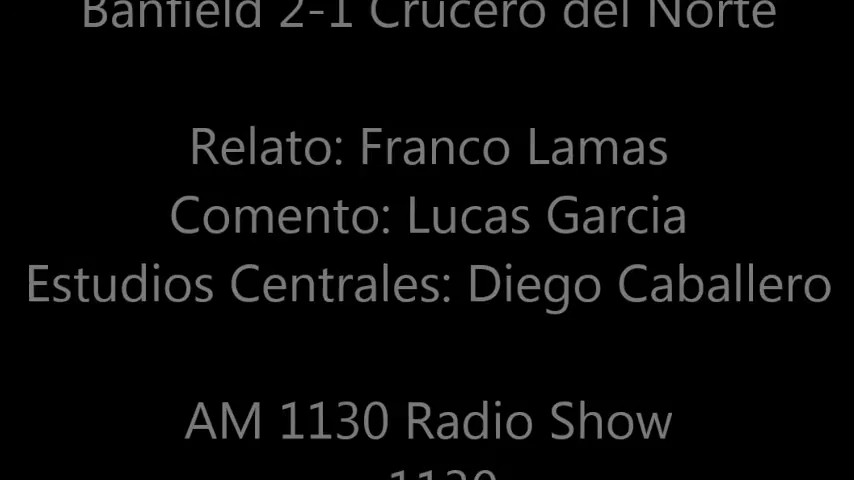 Banfield 2-1 Crucero del Norte
Relato: Franco Lamas
Comento: Lucas Garcia
Estudios Centrales: Diego Caballero
AM 1130 Radio Show
1130